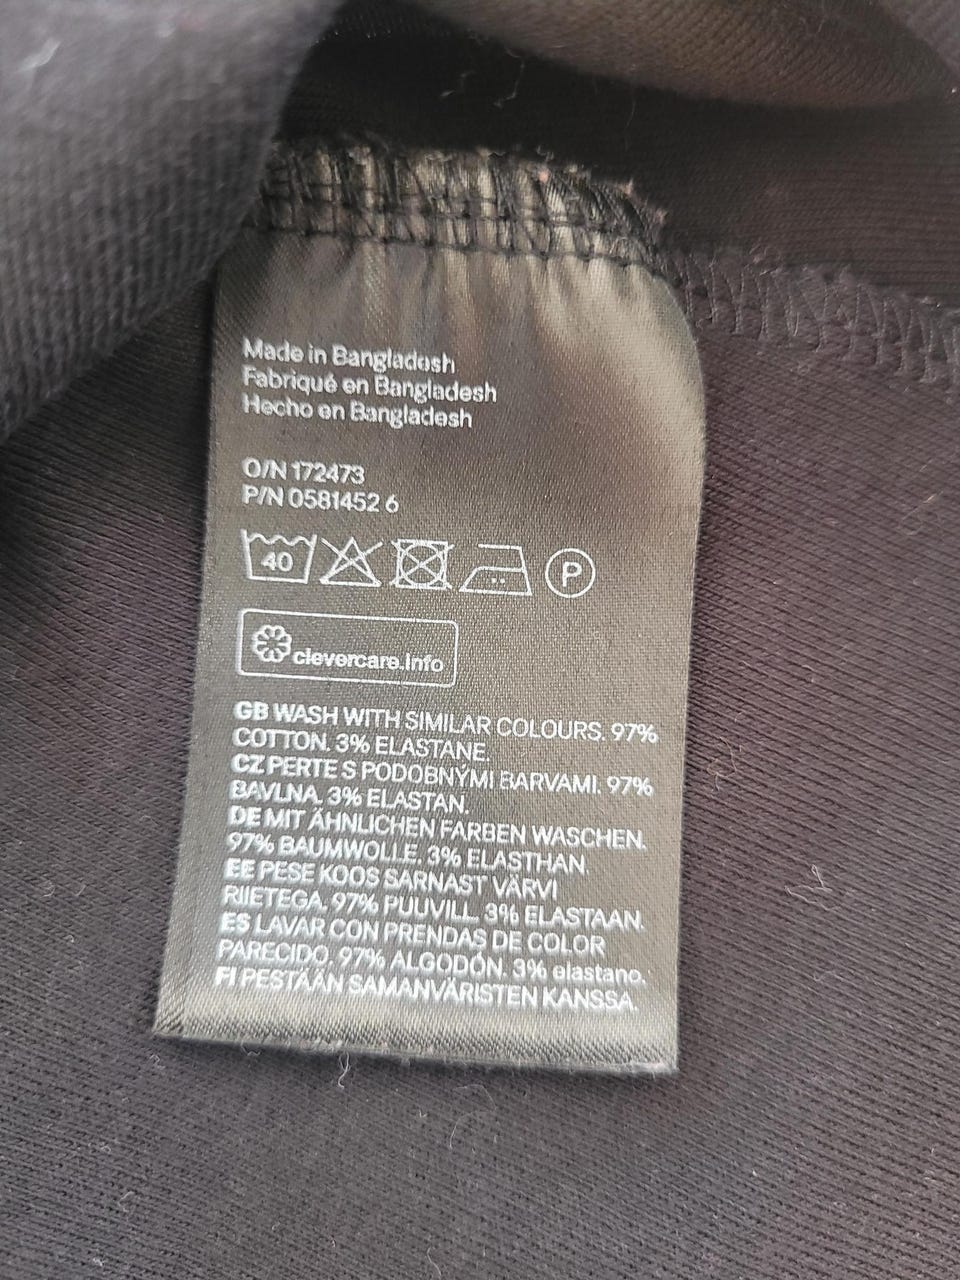 Made in Bangladesh
Fabriqué en Bangladesh
Hecho en Bangladesh
O/N 172473
P/N 0581452 6
40 P
clevercare.info
GB WASH WITH SIMILAR COLOURS. 97%
COTTON. 3% ELASTANE.
CZ PERTE S PODOBNÝMI BARVAMI. 97%
BAVLNA, 3% ELASTAN.
DE MIT ÄHNLICHEN FARBEN WASCHEN.
97% BAUMWOLLE. 3% ELASTHAN.
EE PESE KOOS SARNAST VÄRVI
RIIETEGA. 97% PUUVILL. 3% ELASTAAN.
ES LAVAR CON PRENDAS DE COLOR
PARECIDO. 97% ALGODÓN. 3% elastano.
FI PESTÄÄN SAMANVÄRISTEN KANSSA.